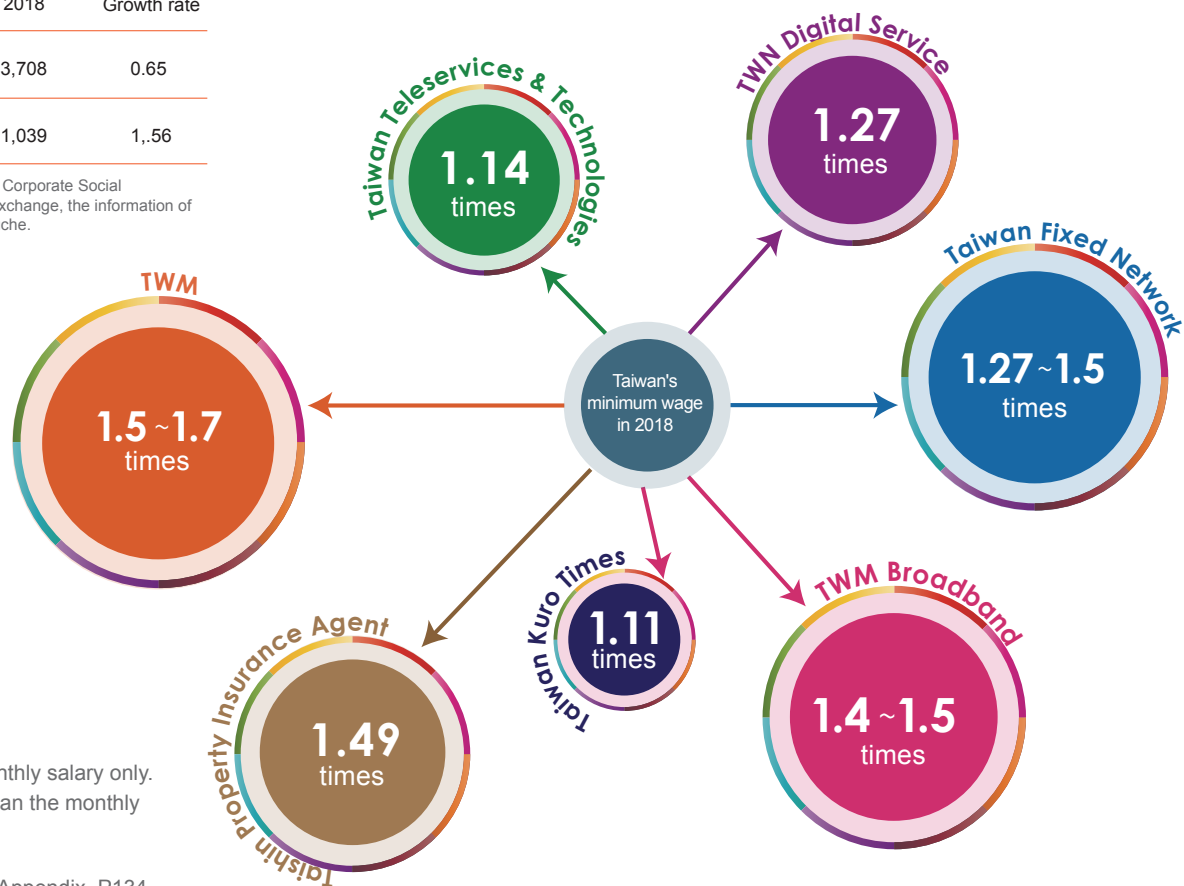 2018 Growth rate
3,708 0.65
1,039 1,.56
Corporate Social
xchange, the information of
che.
TWN Digital Service
1.27
times
Taiwan Teleservices & Technologies
1.14
times
Taiwan Fixed Network
1.27~1.5
times
TWM
1.5~1.7
times
Taiwan's
minimum wage
in 2018
Taiwan Kuro Times
1.11
times
TWM Broadband
1.4~1.5
times
Taishin Property Insurance Agent
1.49
times
nthly salary only.
an the monthly
Appendix, P134